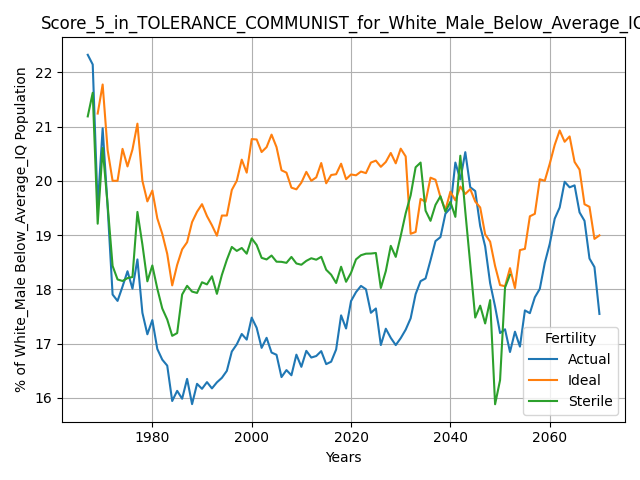 Score_5_in_TOLERANCE_COMMUNIST_for_White_Male_Below_Average_IQ
% of White_Male Below_Average_IQ Population
22
21
20
19
18
17
16
1980
2000
2020
2040
2060
Years
Fertility
Actual
Ideal
Sterile